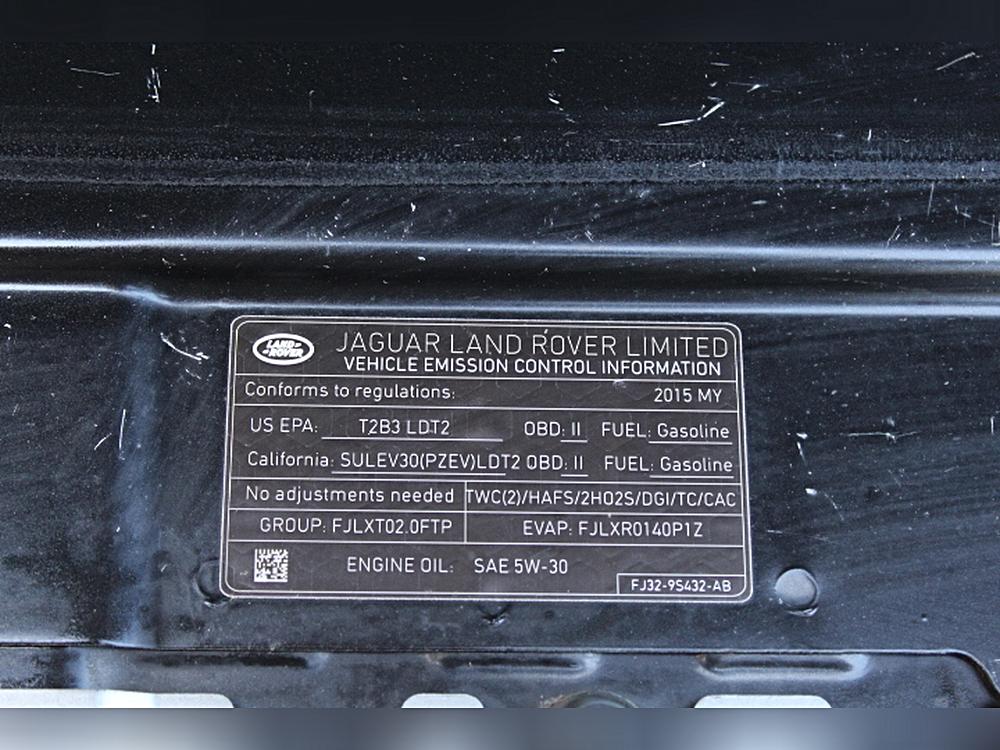 LAND-
-ROVER
JAGUAR LAND ROVER LIMITED
VEHICLE EMISSION CONTROL INFORMATION
Conforms to regulations: 2015 MY
US EPA: T2B3 LDT2 OBD: II FUEL: Gasoline
California: SULEV30(PZEV)LDT2 OBD: II FUEL: Gasoline
No adjustments needed TWC(2)/HAFS/2HO2S/DGI/TC/CAC
GROUP: FJLXT02.0FTP EVAP: FJLXR0140P1Z
ENGINE OIL: SAE 5W-30
FJ32-9S432-AB